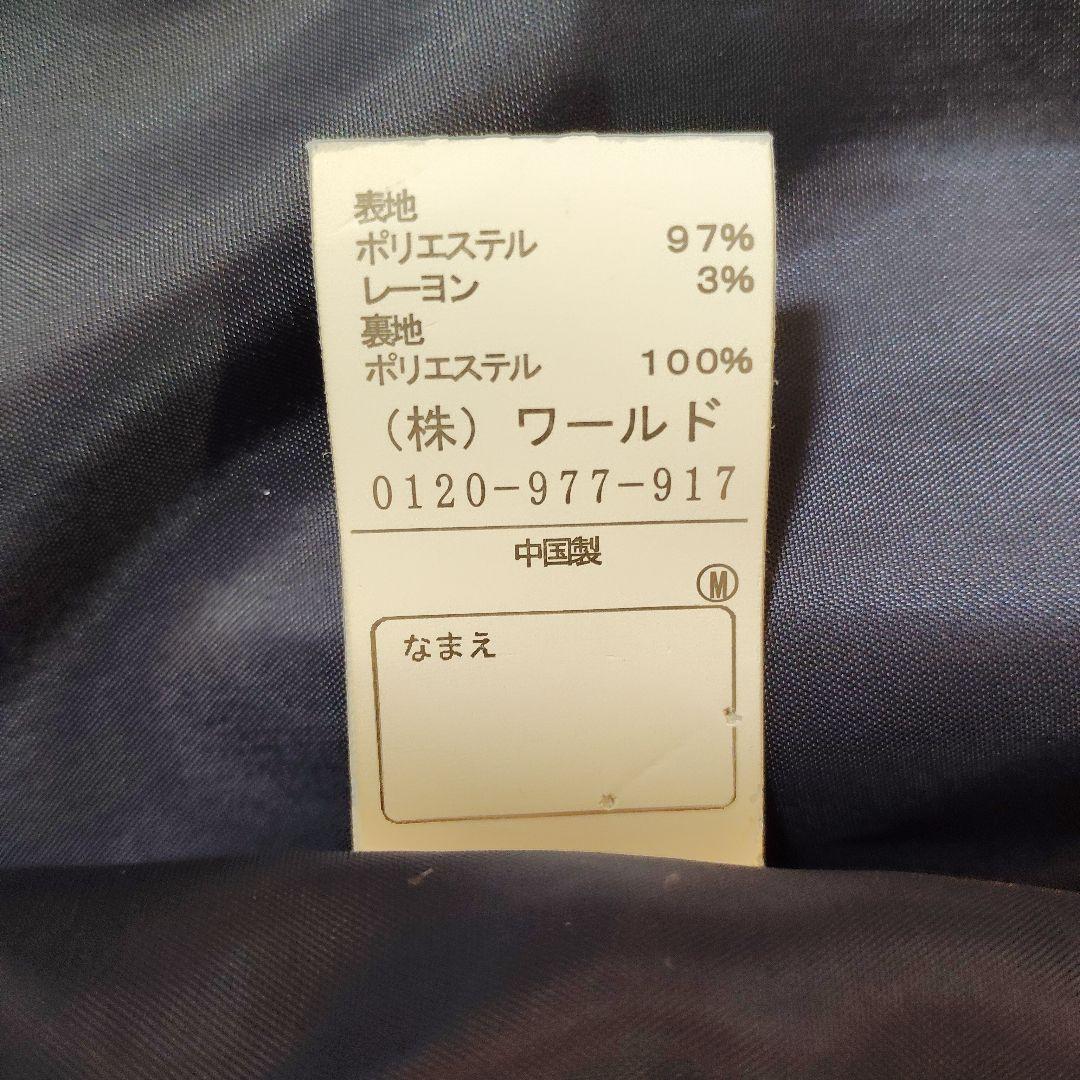 表地
ポリエステル 97%
レーヨン 3%
裏地
ポリエステル 100%
(株) ワールド
0120-977-917
中国製
Ⓜ
なまえ